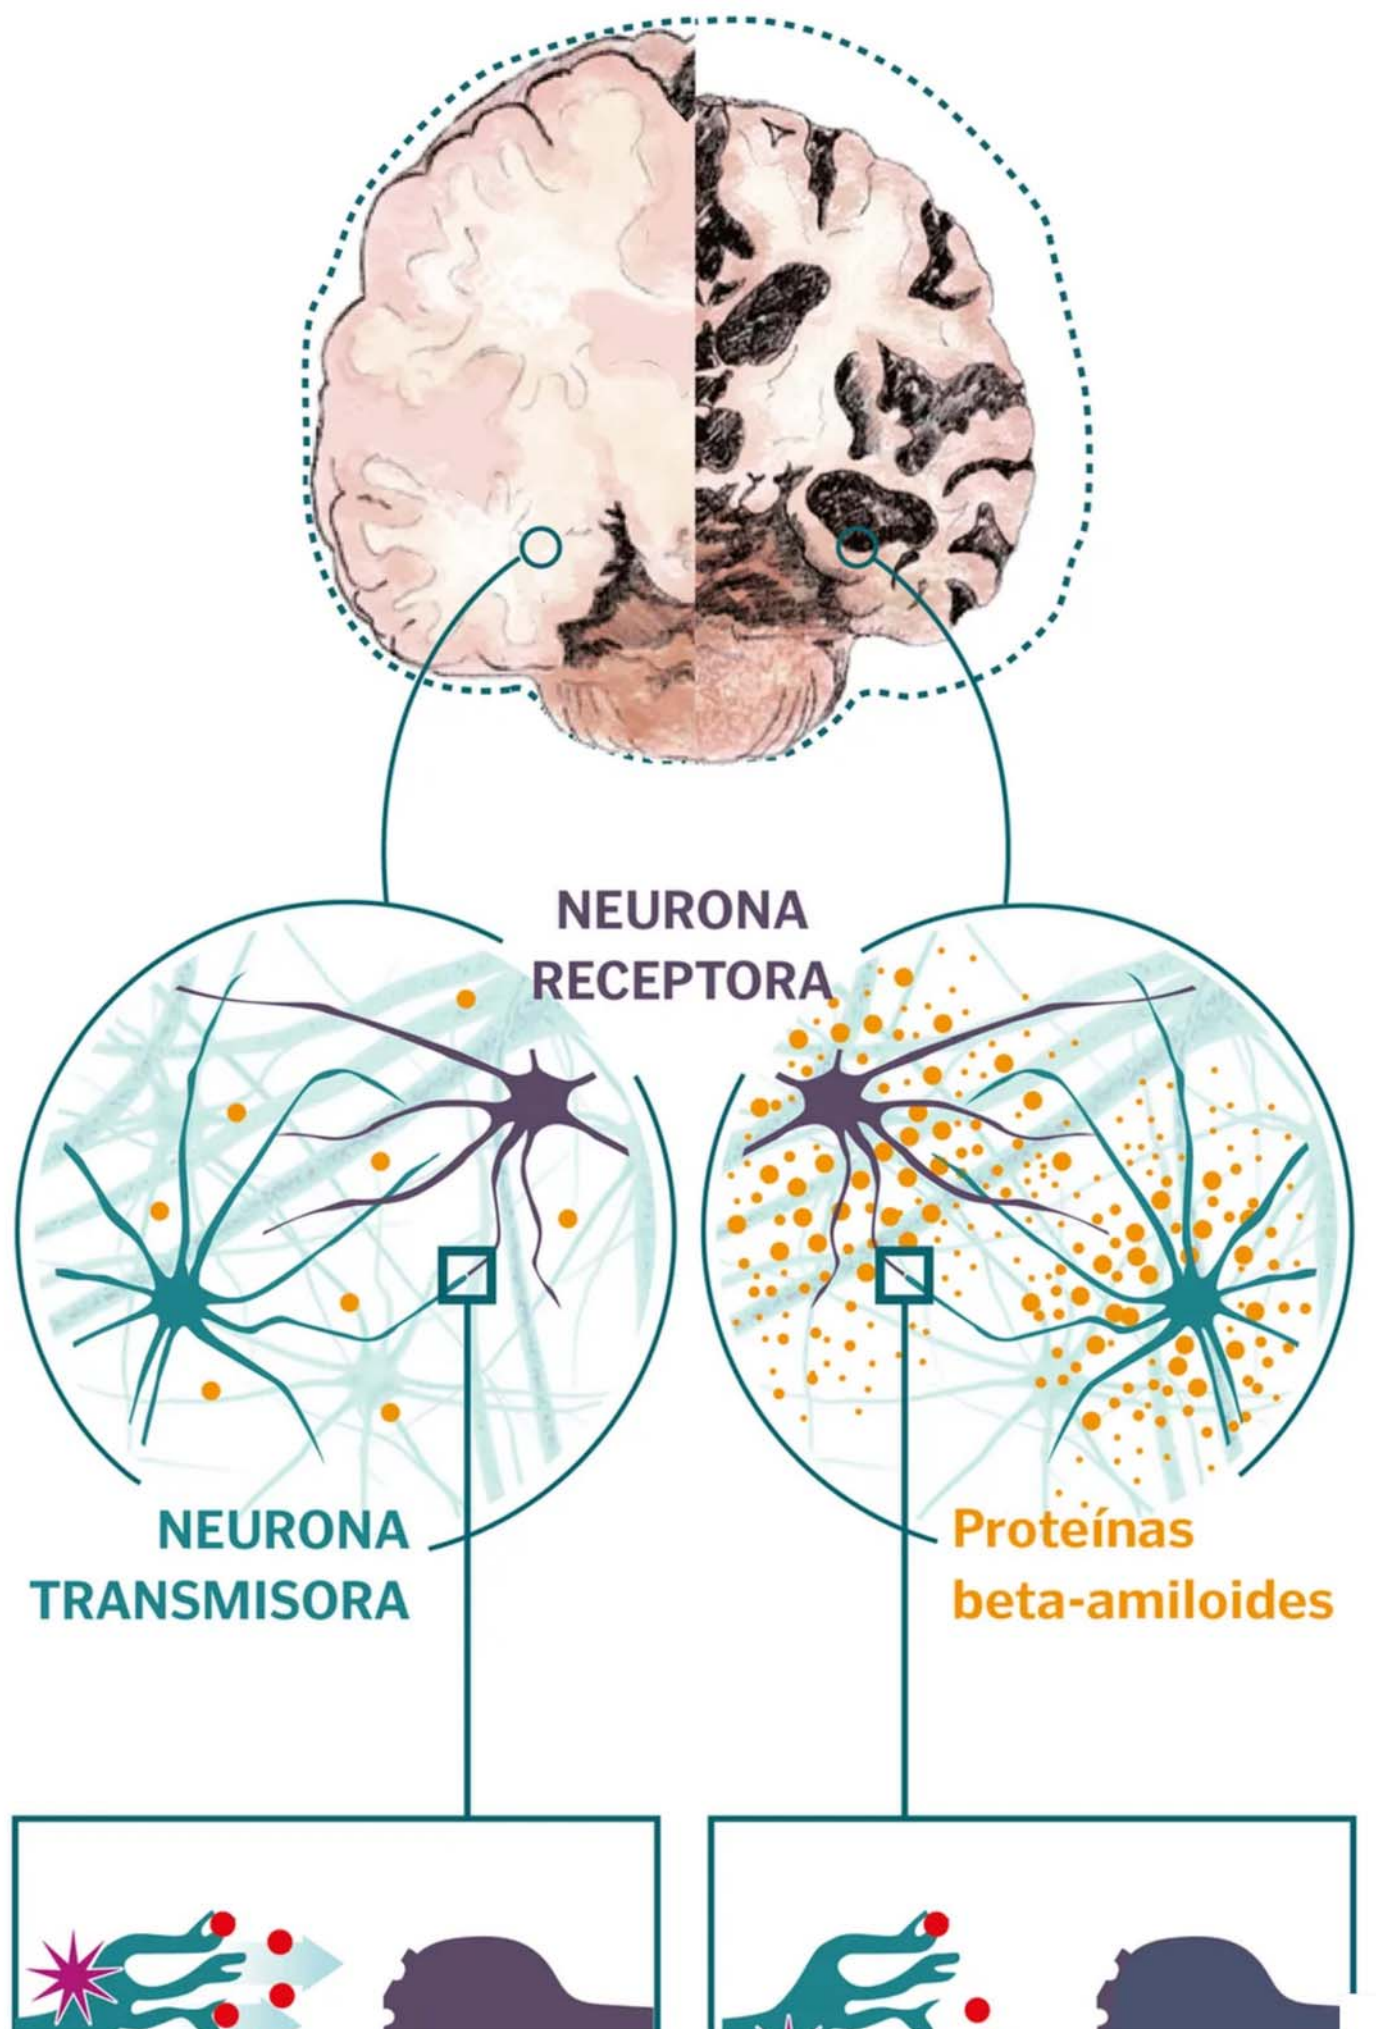 NEURONA
RECEPTORA
NEURONA
TRANSMISORA
Proteínas
beta-amiloides